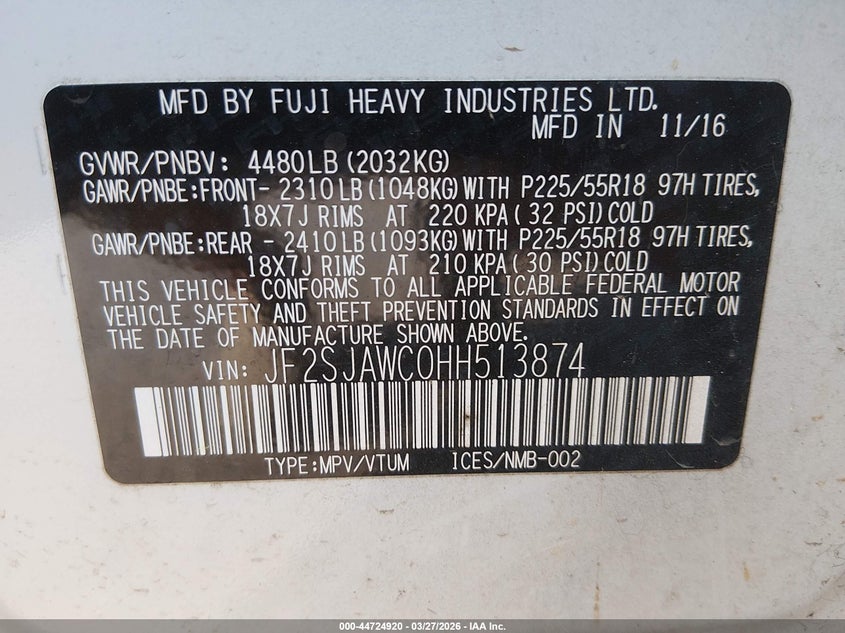 MFD BY FUJI HEAVY INDUSTRIES LTD.
MFD IN 11/16
GVWR/PNBV: 4480LB(2032KG)
GAWR/PNBE:FRONT- 2310LB(1048KG)WITH P225/55R18 97H TIRES,
18X7J RIMS AT 220 KPA( 32 PSI)COLD
GAWR/PNBE:REAR - 2410LB(1093KG)WITH P225/55R18 97H TIRES,
18X7J RIMS AT 210 KPA( 30 PSI)COLD
THIS VEHICLE CONFORMS TO ALL APPLICABLE FEDERAL MOTOR
VEHICLE SAFETY AND THEFT PREVENTION STANDARDS IN EFFECT ON
THE DATE OF MANUFACTURE SHOWN ABOVE.
VIN: JF2SJAWC0HH513874
TYPE:MPV/VTUM ICES/NMB-002
000-44724920 | 03/27/2026 – IAA Inc.